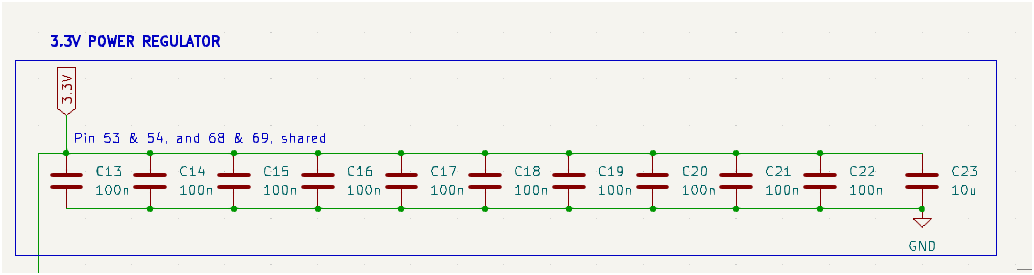 3.3V POWER REGULATOR
3.3V
Pin 53 & 54, and 68 & 69, shared
C13 C14 C15 C16 C17 C18 C19 C20 C21 C22 C23
100n 100n 100n 100n 100n 100n 100n 100n 100n 100n 10u
GND